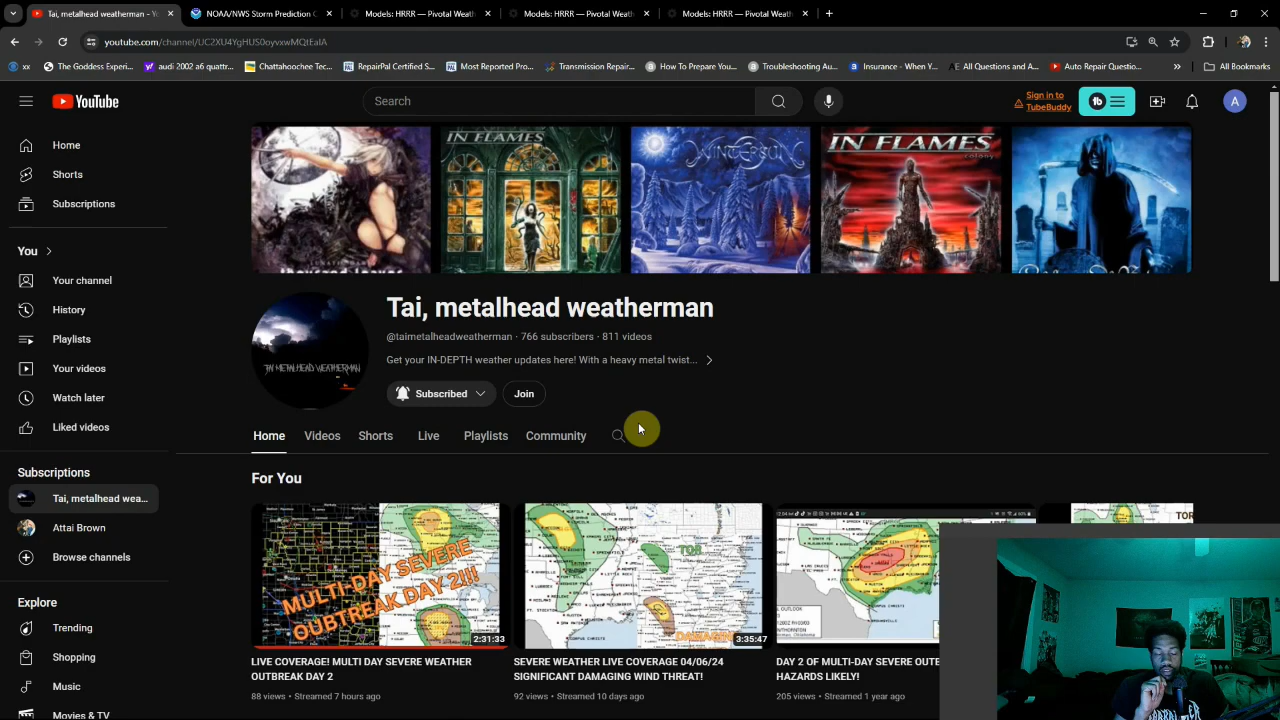 Tai, metalhead weatherman - Y
NOAA/NWS Storm Prediction C
Models: HRRR — Pivotal Weath
Models: HRRR — Pivotal Weath
Models: HRRR — Pivotal Weath
youtube.com/channel/UC2XU4YgHUS0oyvxwMQtEaIA
xx
The Goddess Experi...
audi 2002 a6 quattr...
Chattahoochee Tec...
RepairPal Certified S...
Most Reported Pro...
Transmission Repair...
How To Prepare You...
Troubleshooting Au...
Insurance - When Y...
All Questions and A...
Auto Repair Questio...
All Bookmarks
YouTube
Search
Sign in to
TubeBuddy
A
Home
Shorts
Subscriptions
You
Your channel
History
Playlists
Your videos
Watch later
Liked videos
Subscriptions
Tai, metalhead wea...
Attai Brown
Browse channels
Explore
Trending
Shopping
Music
Movies & TV
IN FLAMES
WINTERSUN
IN FLAMES
colony
Tai, metalhead weatherman
@taimetalheadweatherman · 766 subscribers · 811 videos
Get your IN-DEPTH weather updates here! With a heavy metal twist...
Subscribed
Join
TAI METALHEAD WEATHERMAN
Home
Videos
Shorts
Live
Playlists
Community
For You
MULTI-DAY SEVERE
OUTBREAK DAY 2!!!
2:31:33
LIVE COVERAGE! MULTI DAY SEVERE WEATHER
OUTBREAK DAY 2
88 views • Streamed 7 hours ago
TOR
3:35:47
SEVERE WEATHER LIVE COVERAGE 04/06/24
SIGNIFICANT DAMAGING WIND THREAT!
92 views • Streamed 10 days ago
DAY 2 OF MULTI-DAY SEVERE OUTE
HAZARDS LIKELY!
205 views • Streamed 1 year ago
TOR